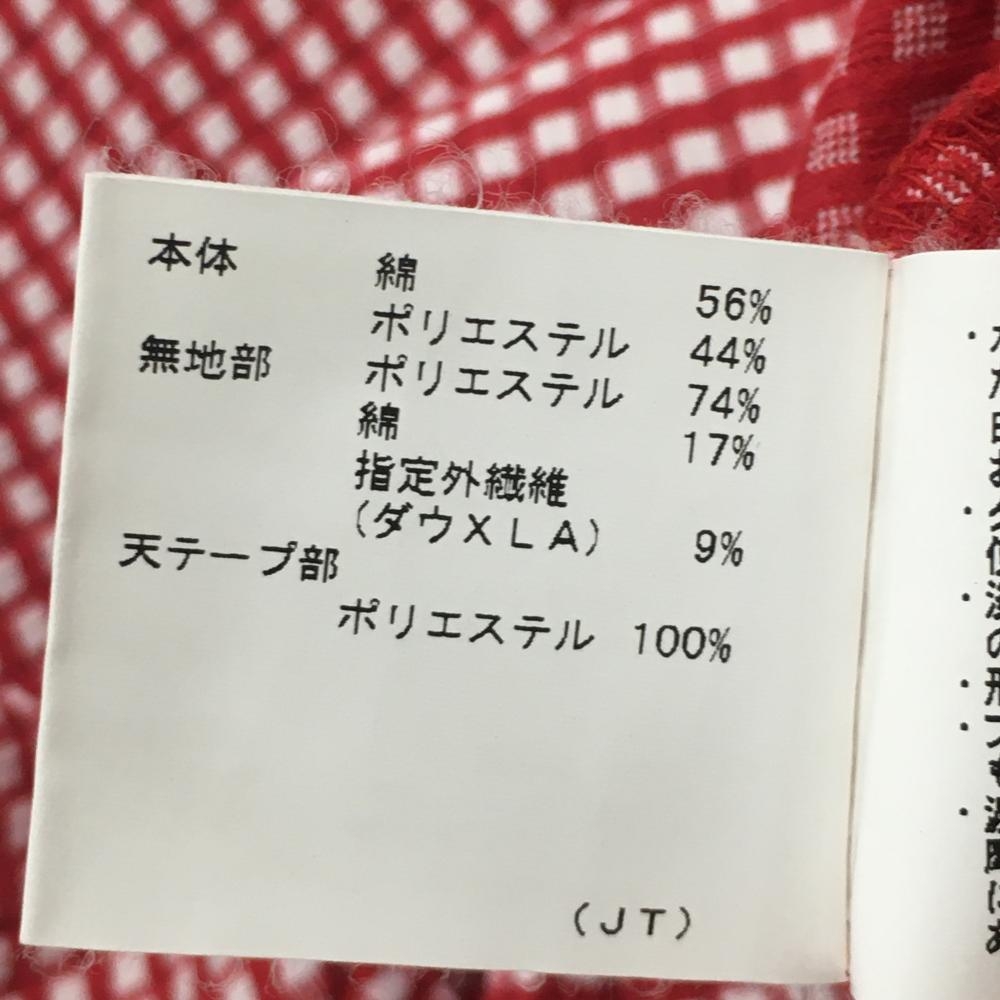 本体 綿 56%
ポリエステル 44%
無地部 ポリエステル 74%
綿 17%
指定外繊維
(ダウXLA) 9%
天テープ部
ポリエステル 100%
(JT)